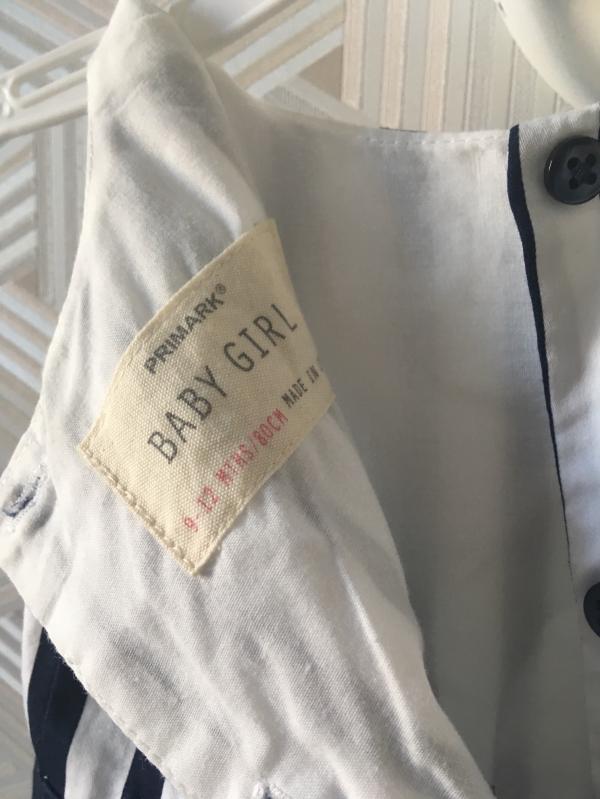 PRIMARK®
BABY GIRL
9-12 MTHS/80CM MADE IN